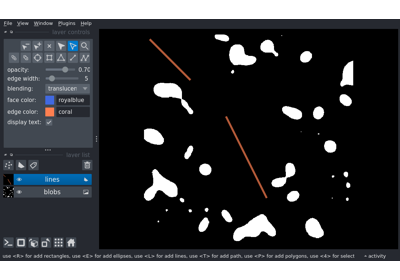 File View Window Plugins Help
layer controls
opacity: 0.70
edge width: 5
blending: translucen
face color: royalblue
edge color: coral
display text:
layer list
lines
blobs
use <R> for add rectangles, use <E> for add ellipses, use <L> for add lines, use <T> for add path, use <P> for add polygons, use <4> for select
activity